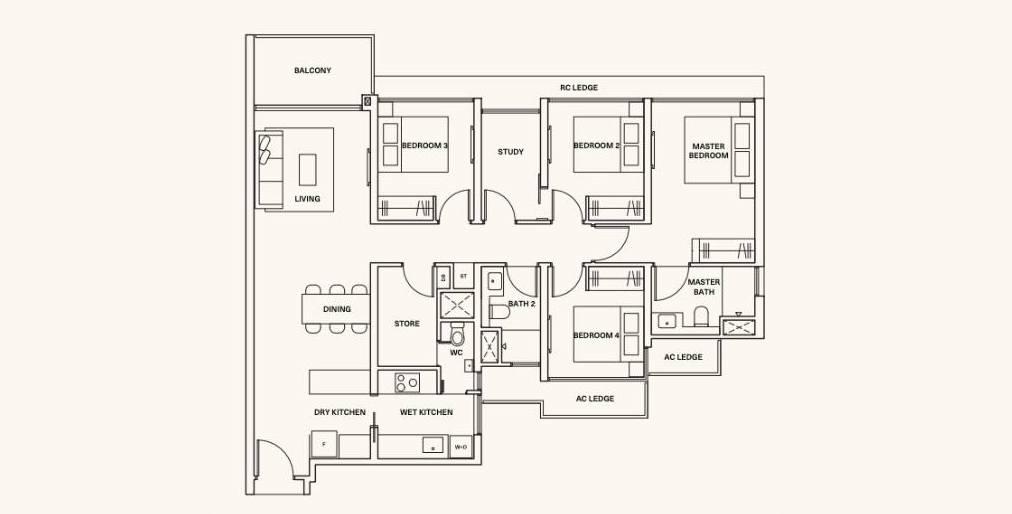 BALCONY
RC LEDGE
BEDROOM 3
STUDY
BEDROOM 2
MASTER
BEDROOM
LIVING
DB
ST
MASTER
BATH
BATH 2
DINING
STORE
BEDROOM 4
WC
AC LEDGE
AC LEDGE
DRY KITCHEN
WET KITCHEN
F
W+D